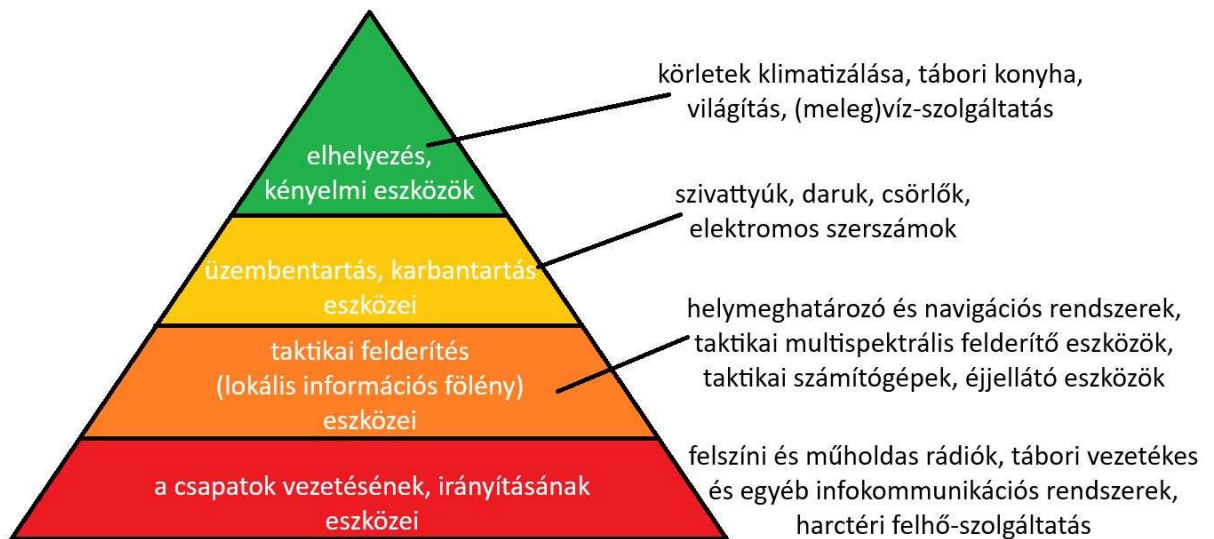 körletek klimatizálása, tábori konyha,
világítás, (meleg)víz-szolgáltatás
elhelyezés,
kényelmi eszközök
szivattyúk, daruk, csörlők,
elektromos szerszámok
üzembentartás, karbantartás
eszközei
helymeghatározó és navigációs rendszerek,
taktikai multispektrális felderítő eszközök,
taktikai számítógépek, éjjellátó eszközök
taktikai felderítés
(lokális információs fölény)
eszközei
felszíni és műholdas rádiók, tábori vezetékes
és egyéb infokommunikációs rendszerek,
harctéri felhő-szolgáltatás
a csapatok vezetésének, irányításának
eszközei